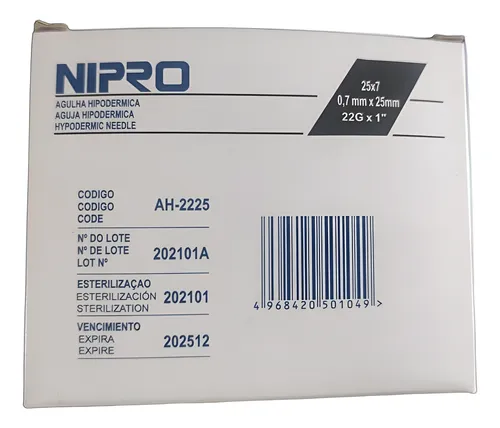 NIPRO
AGULHA HIPODERMICA
AGUJA HIPODERMICA
HYPODERMIC NEEDLE
25x7
0,7 mm x 25mm
22G x 1"
CODIGO
CODIGO
CODE
AH-2225
Nº DO LOTE
Nº DE LOTE
LOT Nº
202101A
ESTERILIZAÇAO
ESTERILIZACIÓN
STERILIZATION
202101
VENCIMIENTO
EXPIRA
EXPIRE
202512
4 968420 501049 >